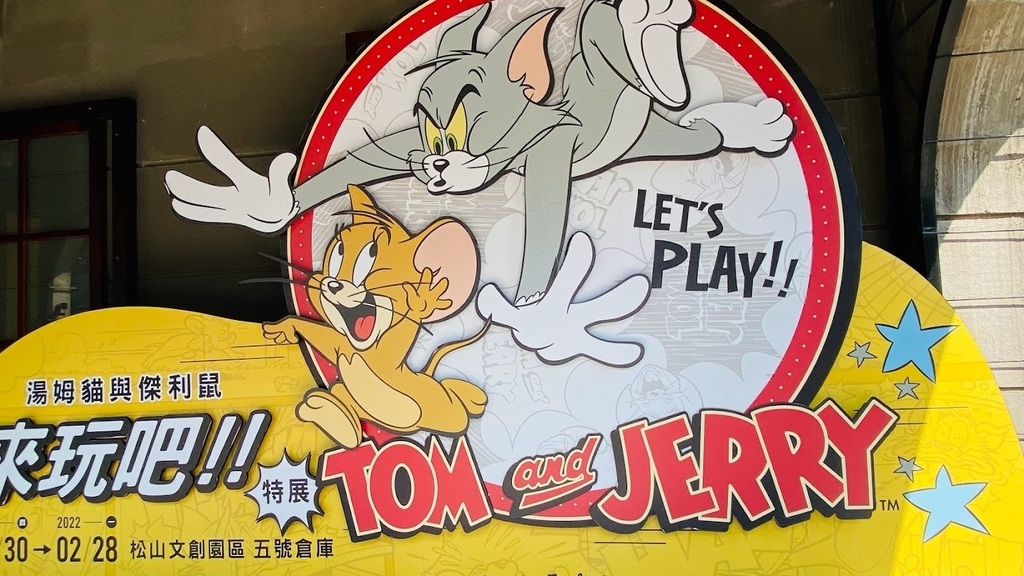 LET'S
PLAY!!
湯姆貓與傑利鼠
來玩吧!!
特展
TOM and JERRY™
2022
/30→02/28 松山文創園區 五號倉庫